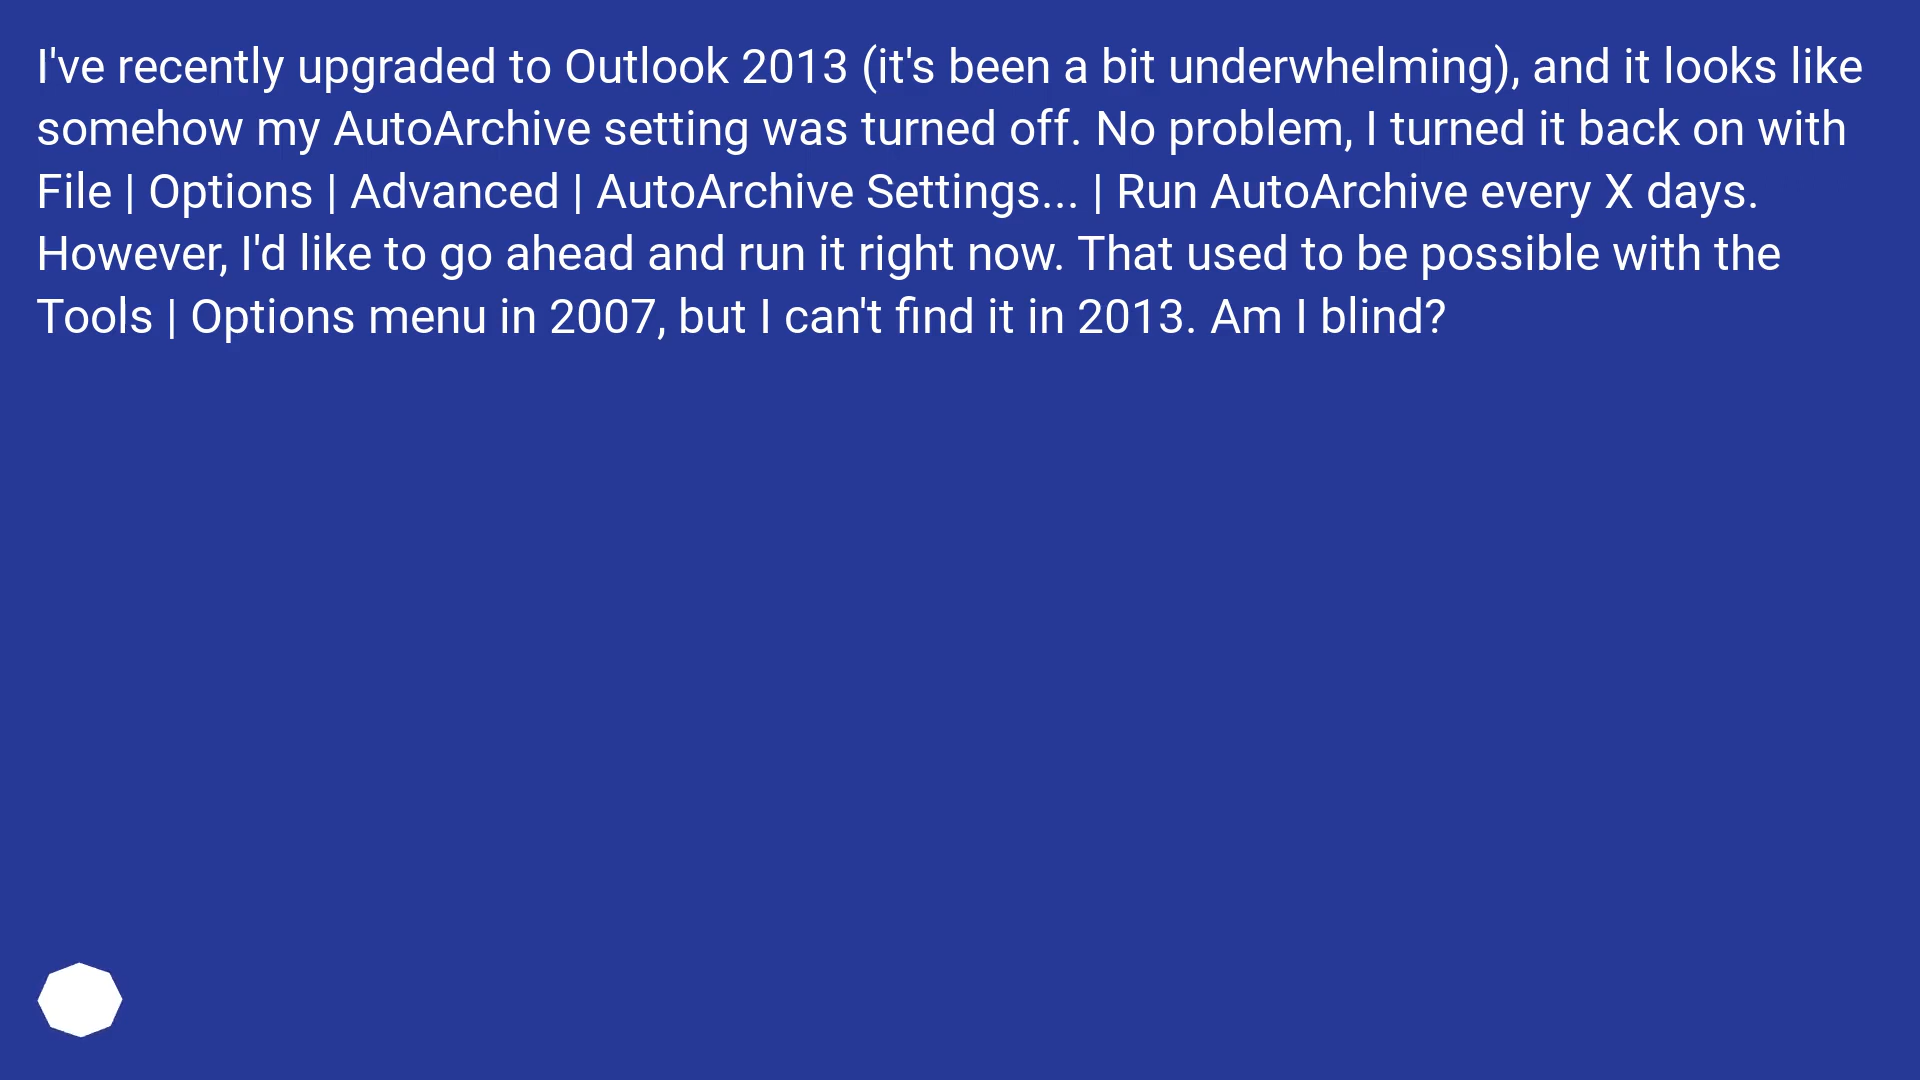 I've recently upgraded to Outlook 2013 (it's been a bit underwhelming), and it looks like
somehow my AutoArchive setting was turned off. No problem, I turned it back on with
File | Options | Advanced | AutoArchive Settings... | Run AutoArchive every X days.
However, I'd like to go ahead and run it right now. That used to be possible with the
Tools | Options menu in 2007, but I can't find it in 2013. Am I blind?